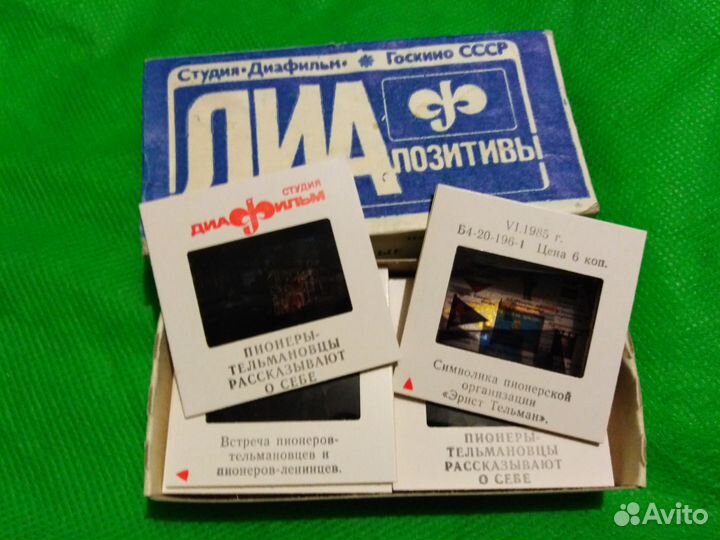 Студия «Диафильм» * Госкино СССР
ДИА
ПОЗИТИВЫ
СТУДИЯ
ДИАФИЛЬМ
ПИОНЕРЫ-
ТЕЛЬМАНОВЦЫ
РАССКАЗЫВАЮТ
О СЕБЕ
VI.1985 г.
Б4-20-196-1 Цена 6 коп.
Символика пионерской
организации
«Эрнст Тельман».
Встреча пионеров-
тельмановцев и
пионеров-ленинцев.
ПИОНЕРЫ-
ТЕЛЬМАНОВЦЫ
РАССКАЗЫВАЮТ
О СЕБЕ
Avito